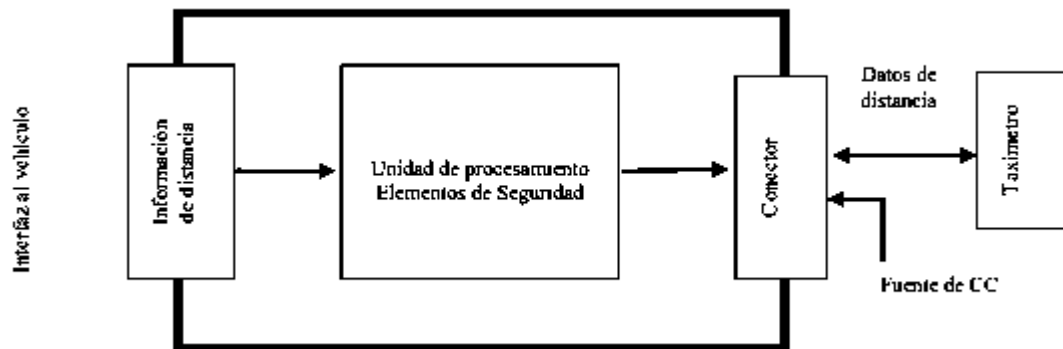 Interfaz al vehículo
Información
de distancia
Unidad de procesamiento
Elementos de Seguridad
Conector
Datos de
distancia
Taxímetro
Fuente de CC